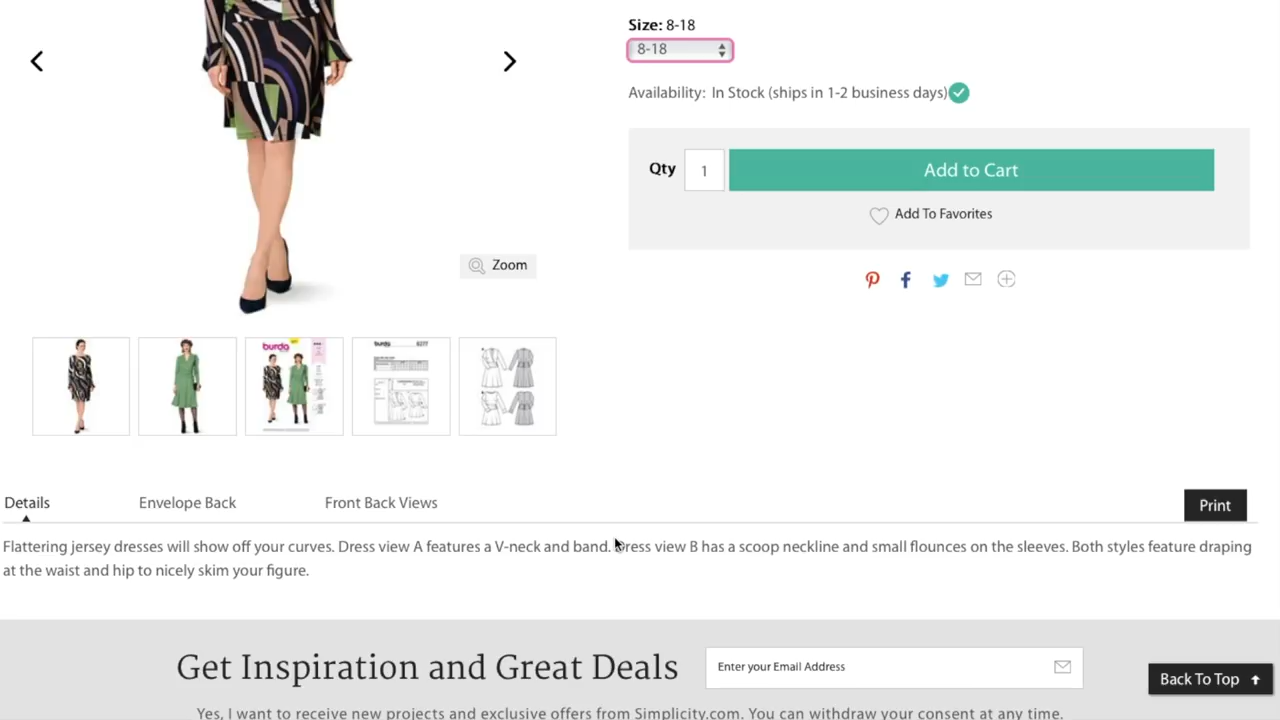 Size: 8-18
8-18
Availability: In Stock (ships in 1-2 business days)
Qty 1 Add to Cart
Add To Favorites
Zoom
burda
burda 6277
Details Envelope Back Front Back Views Print
Flattering jersey dresses will show off your curves. Dress view A features a V-neck and band. Dress view B has a scoop neckline and small flounces on the sleeves. Both styles feature draping
at the waist and hip to nicely skim your figure.
Get Inspiration and Great Deals
Enter your Email Address
Back To Top
Yes, I want to receive new projects and exclusive offers from Simplicity.com. You can withdraw your consent at any time.